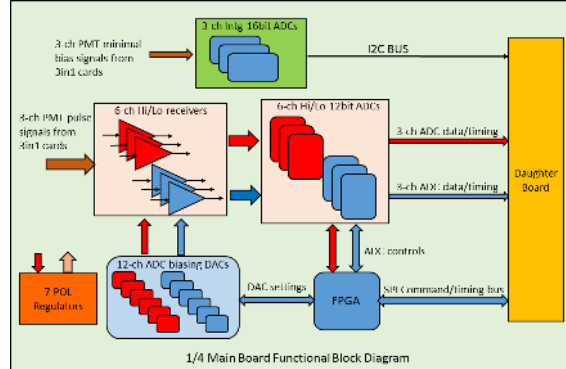 3 ch Intg 16bit ADCs
3-ch PMT minimal
bias signals from
3in1 cards
I2C BUS
6 ch Hi/Lo receivers
6-ch Hi/Lo 12bit ADCs
3-ch PMT pulse
signals from
3in1 cards
3-ch ADC data/timing
3-ch ADC data/timing
Daughter
Board
12-ch ADC biasing DACs
ADC controls
7 POL
Regulators
DAC settings
FPGA
SPI Command/timing bus
1/4 Main Board Functional Block Diagram